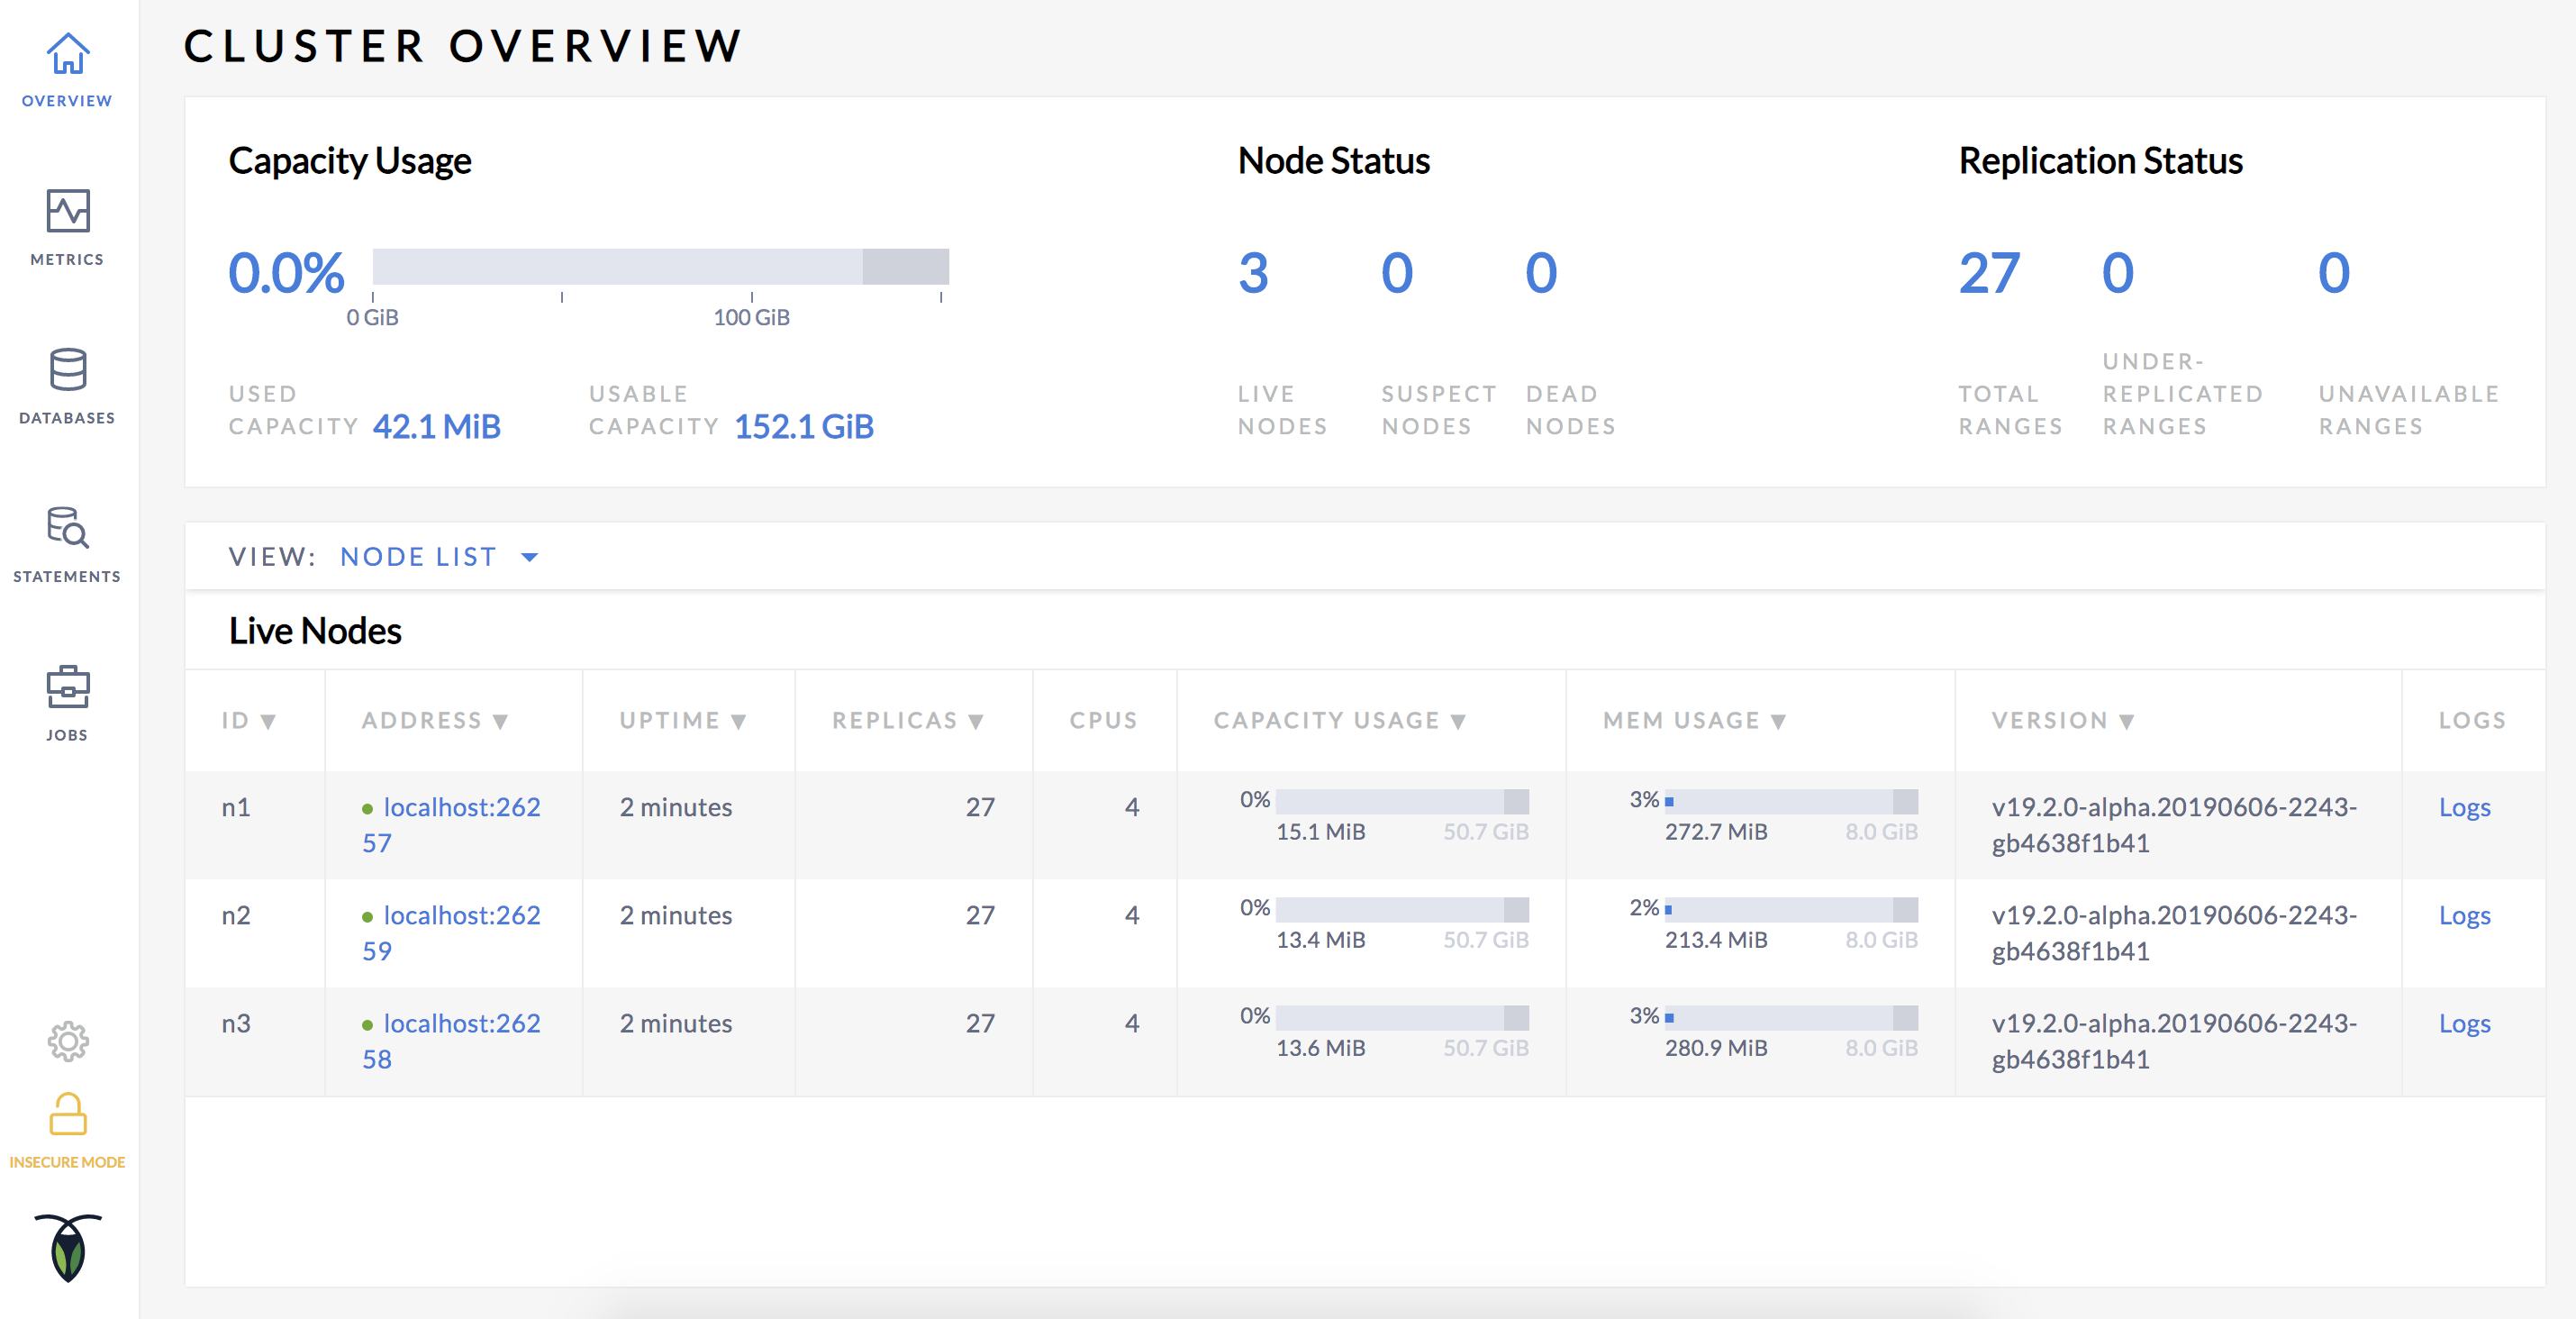 CLUSTER OVERVIEW
OVERVIEW
METRICS
DATABASES
STATEMENTS
JOBS
INSECURE MODE
Capacity Usage
0.0%
0 GiB
100 GiB
USED
CAPACITY 42.1 MiB
USABLE
CAPACITY 152.1 GiB
Node Status
3 0 0
LIVE
NODES
SUSPECT
NODES
DEAD
NODES
Replication Status
27 0 0
TOTAL
RANGES
UNDER-
REPLICATED
RANGES
UNAVAILABLE
RANGES
VIEW: NODE LIST
Live Nodes
ID ▼ ADDRESS ▼ UPTIME ▼ REPLICAS ▼ CPUS CAPACITY USAGE ▼ MEM USAGE ▼ VERSION ▼ LOGS
n1 localhost:262 2 minutes 27 4 0% 3% v19.2.0-alpha.20190606-2243- Logs
57 15.1 MiB 50.7 GiB 272.7 MiB 8.0 GiB gb4638f1b41
n2 localhost:262 2 minutes 27 4 0% 2% v19.2.0-alpha.20190606-2243- Logs
59 13.4 MiB 50.7 GiB 213.4 MiB 8.0 GiB gb4638f1b41
n3 localhost:262 2 minutes 27 4 0% 3% v19.2.0-alpha.20190606-2243- Logs
58 13.6 MiB 50.7 GiB 280.9 MiB 8.0 GiB gb4638f1b41